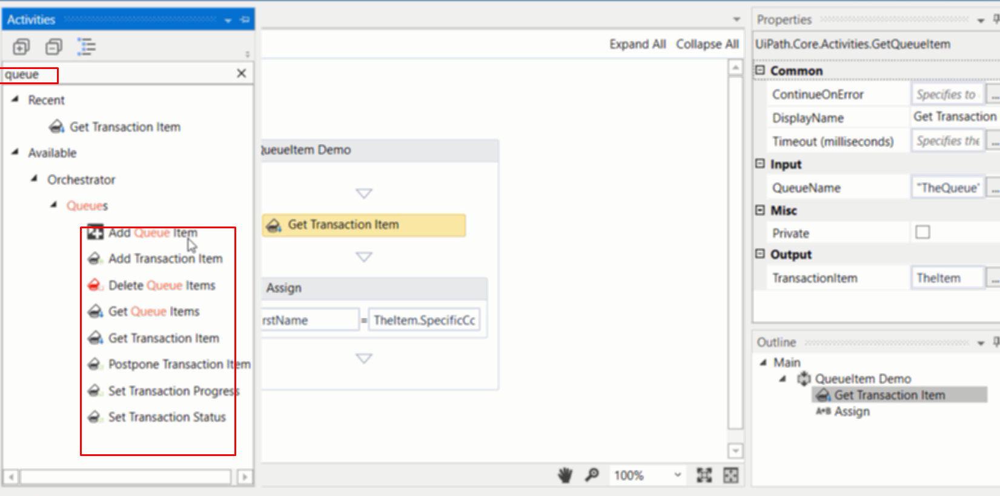 Activities
queue
Recent
Get Transaction Item
Available
Orchestrator
Queues
Add Queue Item
Add Transaction Item
Delete Queue Items
Get Queue Items
Get Transaction Item
Postpone Transaction Item
Set Transaction Progress
Set Transaction Status
Expand All Collapse All
QueueItem Demo
Get Transaction Item
Assign
rstName = TheItem.SpecificCc
100%
Properties
UiPath.Core.Activities.GetQueueItem
Common
ContinueOnError Specifies to ...
DisplayName Get Transaction
Timeout (milliseconds) Specifies the ...
Input
QueueName "TheQueue" ...
Misc
Private
Output
TransactionItem TheItem ...
Outline
Main
QueueItem Demo
Get Transaction Item
A+B Assign